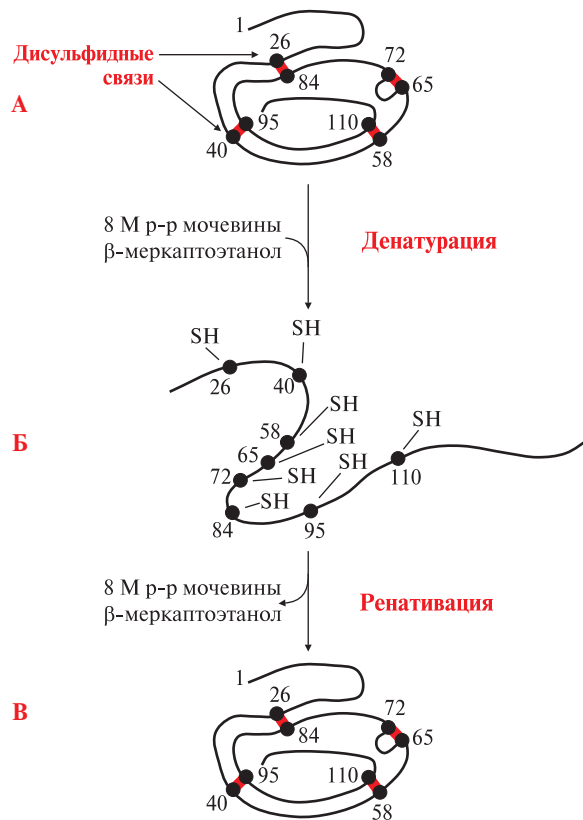 1
26
Дисульфидные
связи
72
84
65
А
95
110
40
58
8 М р-р мочевины
β-меркаптоэтанол
Денатурация
SH
SH
26
40
SH
58
SH
65
SH
SH
Б
72
SH
110
SH
84
95
8 М р-р мочевины
β-меркаптоэтанол
Ренативация
1
26
72
В
84
65
95
110
40
58